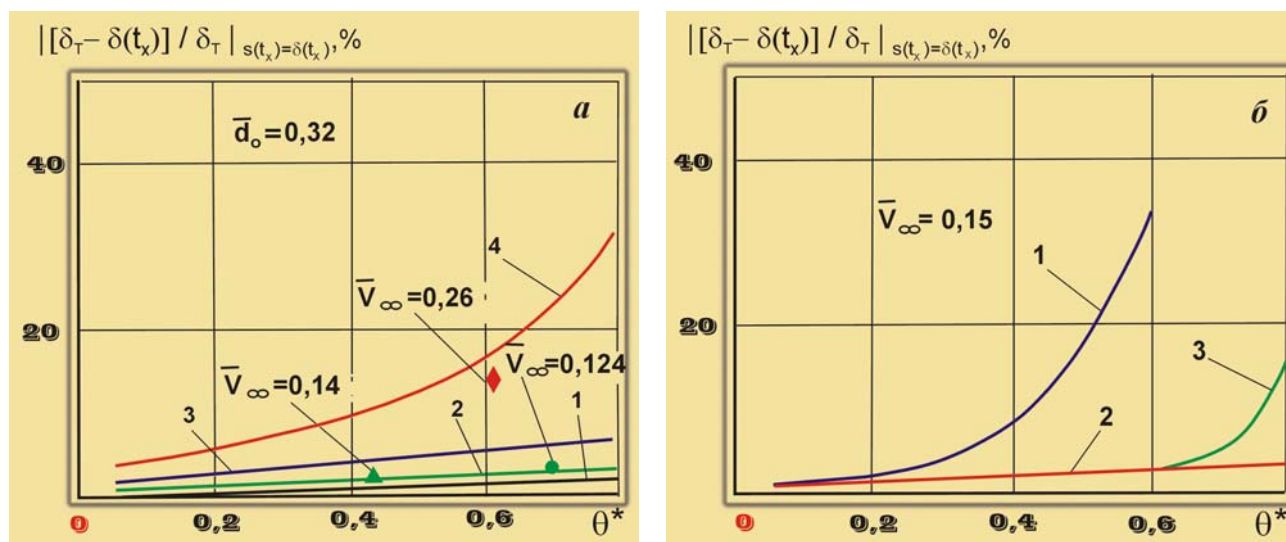 |[δT – δ(tx)] / δT | s(tx)=δ(tx),%
а
d̅o=0,32
40
4
V̅∞=0,26
20
V̅∞=0,124
V̅∞=0,14
3
2
1
0
0,2
0,4
0,6
θ*
|[δT – δ(tx)] / δT | s(tx)=δ(tx),%
б
40
V̅∞= 0,15
1
20
3
2
0
0,2
0,4
0,6
θ*